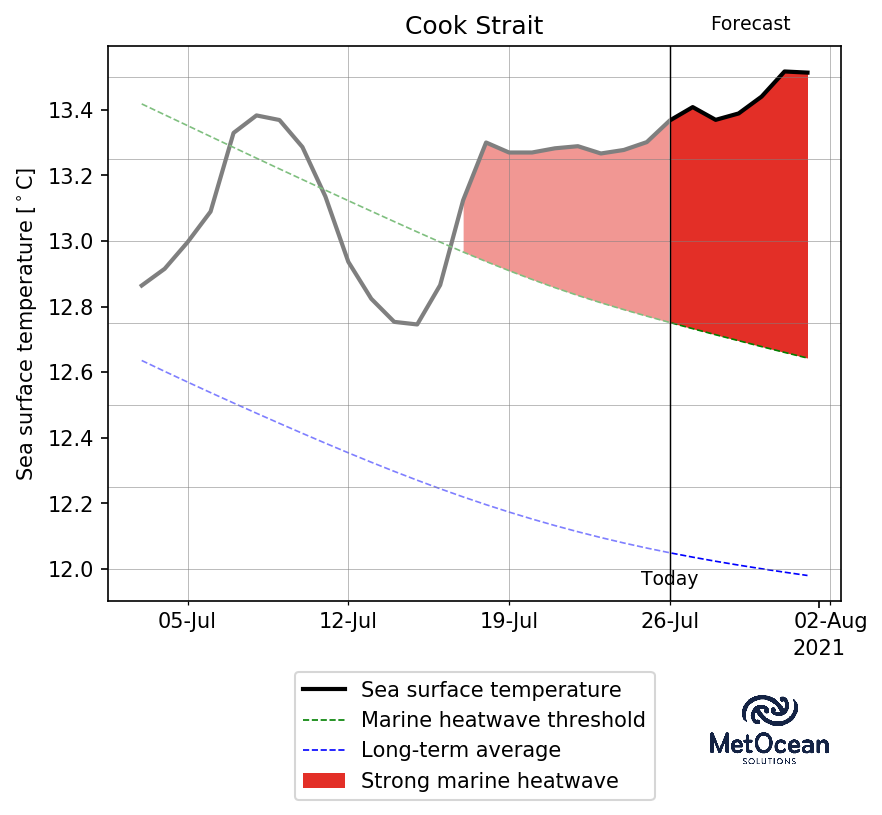 Cook Strait
Forecast
Sea surface temperature [°C]
13.4
13.2
13.0
12.8
12.6
12.4
12.2
12.0
Today
05-Jul
12-Jul
19-Jul
26-Jul
02-Aug
2021
Sea surface temperature
Marine heatwave threshold
Long-term average
Strong marine heatwave
MetOcean
SOLUTIONS